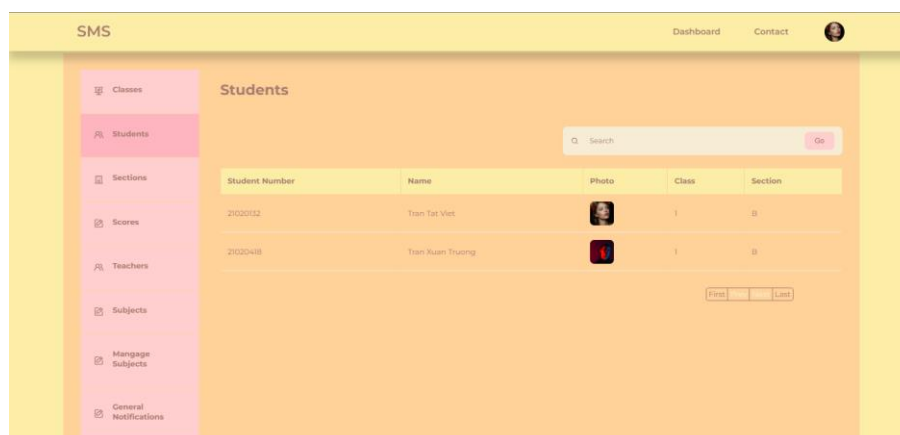 SMS
Dashboard
Contact
Classes
Students
Sections
Scores
Teachers
Subjects
Mangage
Subjects
General
Notifications
Students
Search
Go
Student Number Name Photo Class Section
21020132 Tran Tat Viet 1 B
21020418 Tran Xuan Truong 1 B
First
Last